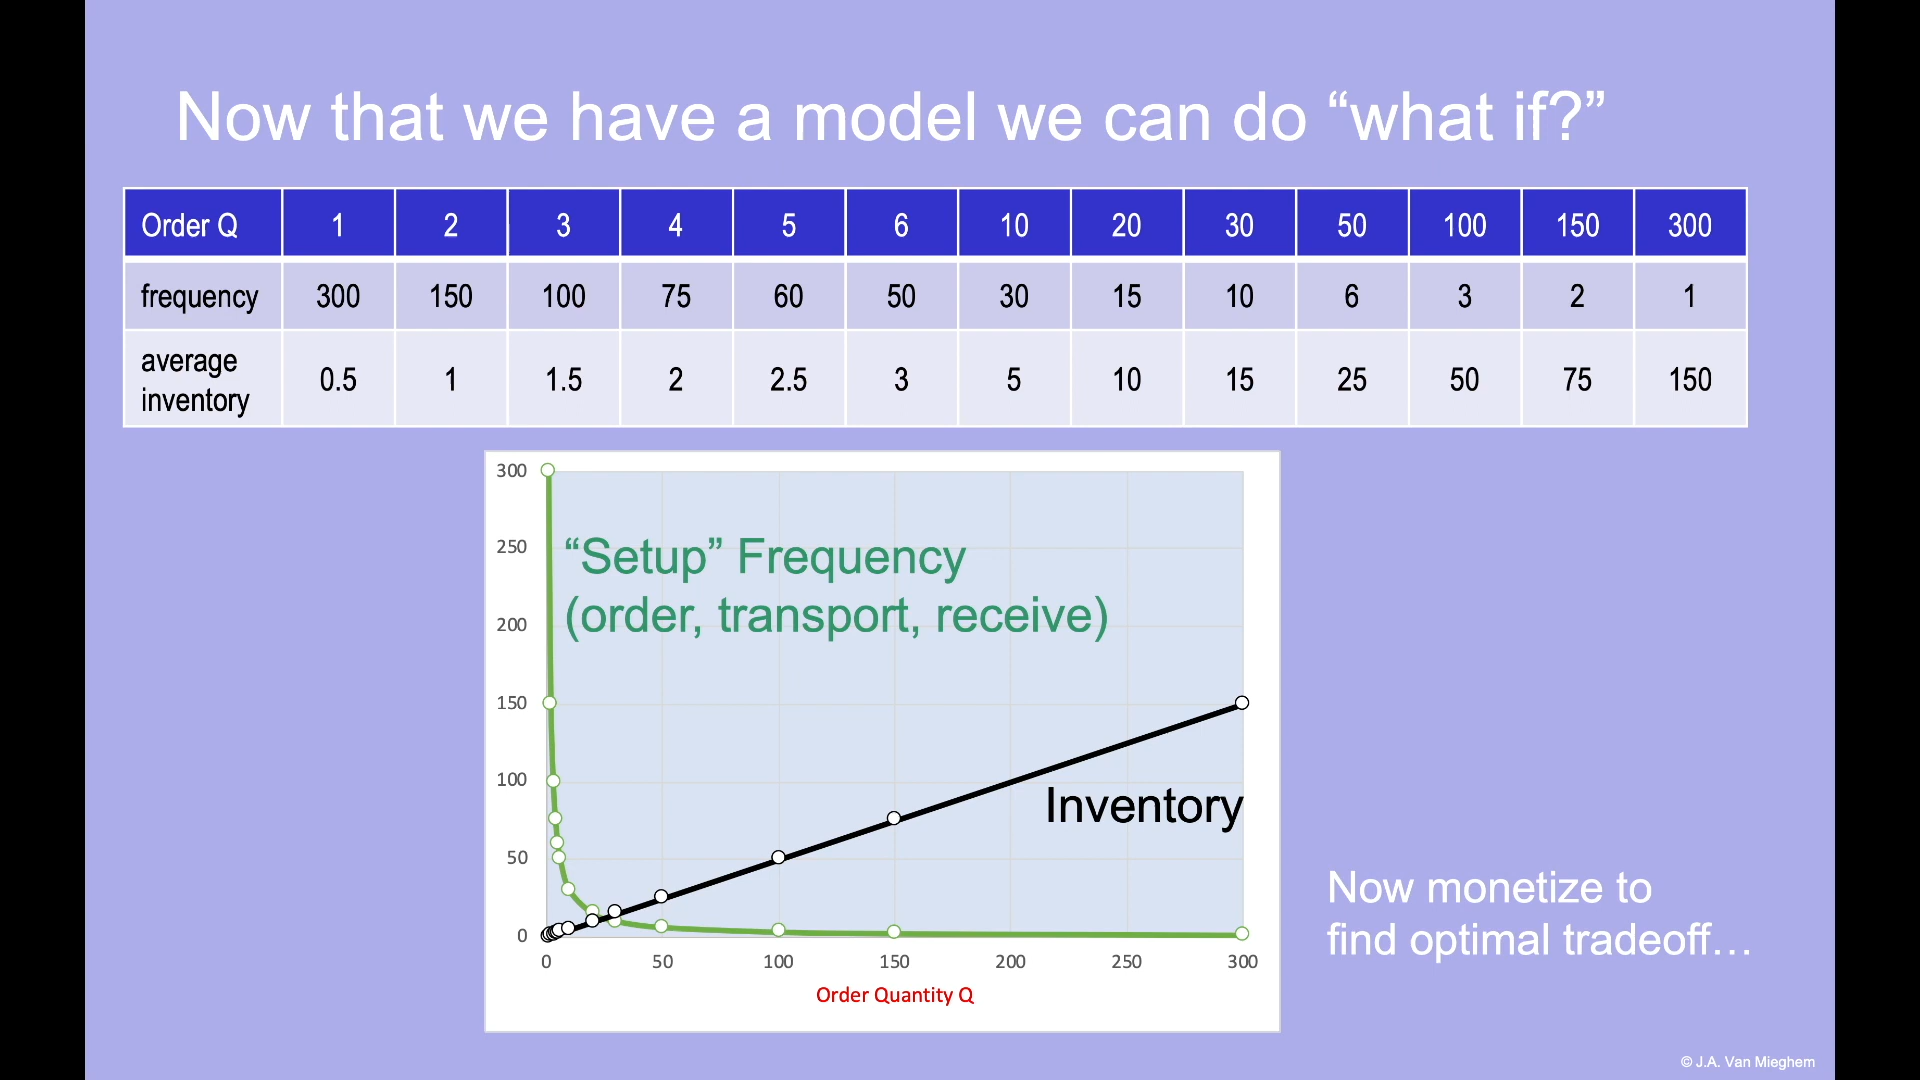 Now that we have a model we can do “what if?”
Order Q 1 2 3 4 5 6 10 20 30 50 100 150 300
frequency 300 150 100 75 60 50 30 15 10 6 3 2 1
average
inventory 0.5 1 1.5 2 2.5 3 5 10 15 25 50 75 150
300
250
200
150
100
50
0
“Setup” Frequency
(order, transport, receive)
Inventory
0 50 100 150 200 250 300
Order Quantity Q
Now monetize to
find optimal tradeoff…
© J.A. Van Mieghem